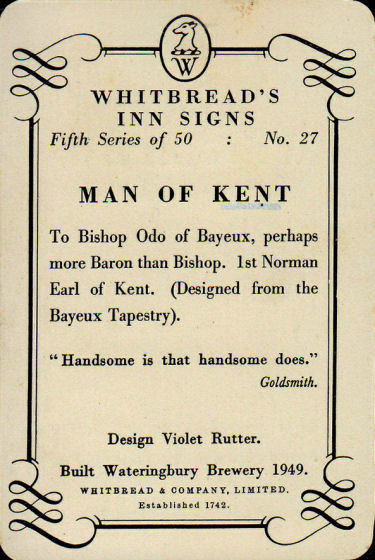 W
WHITBREAD'S
INN SIGNS
Fifth Series of 50 : No. 27
MAN OF KENT
To Bishop Odo of Bayeux, perhaps
more Baron than Bishop. 1st Norman
Earl of Kent. (Designed from the
Bayeux Tapestry).
“Handsome is that handsome does.”
Goldsmith.
Design Violet Rutter.
Built Wateringbury Brewery 1949.
WHITBREAD & COMPANY, LIMITED.
Established 1742.